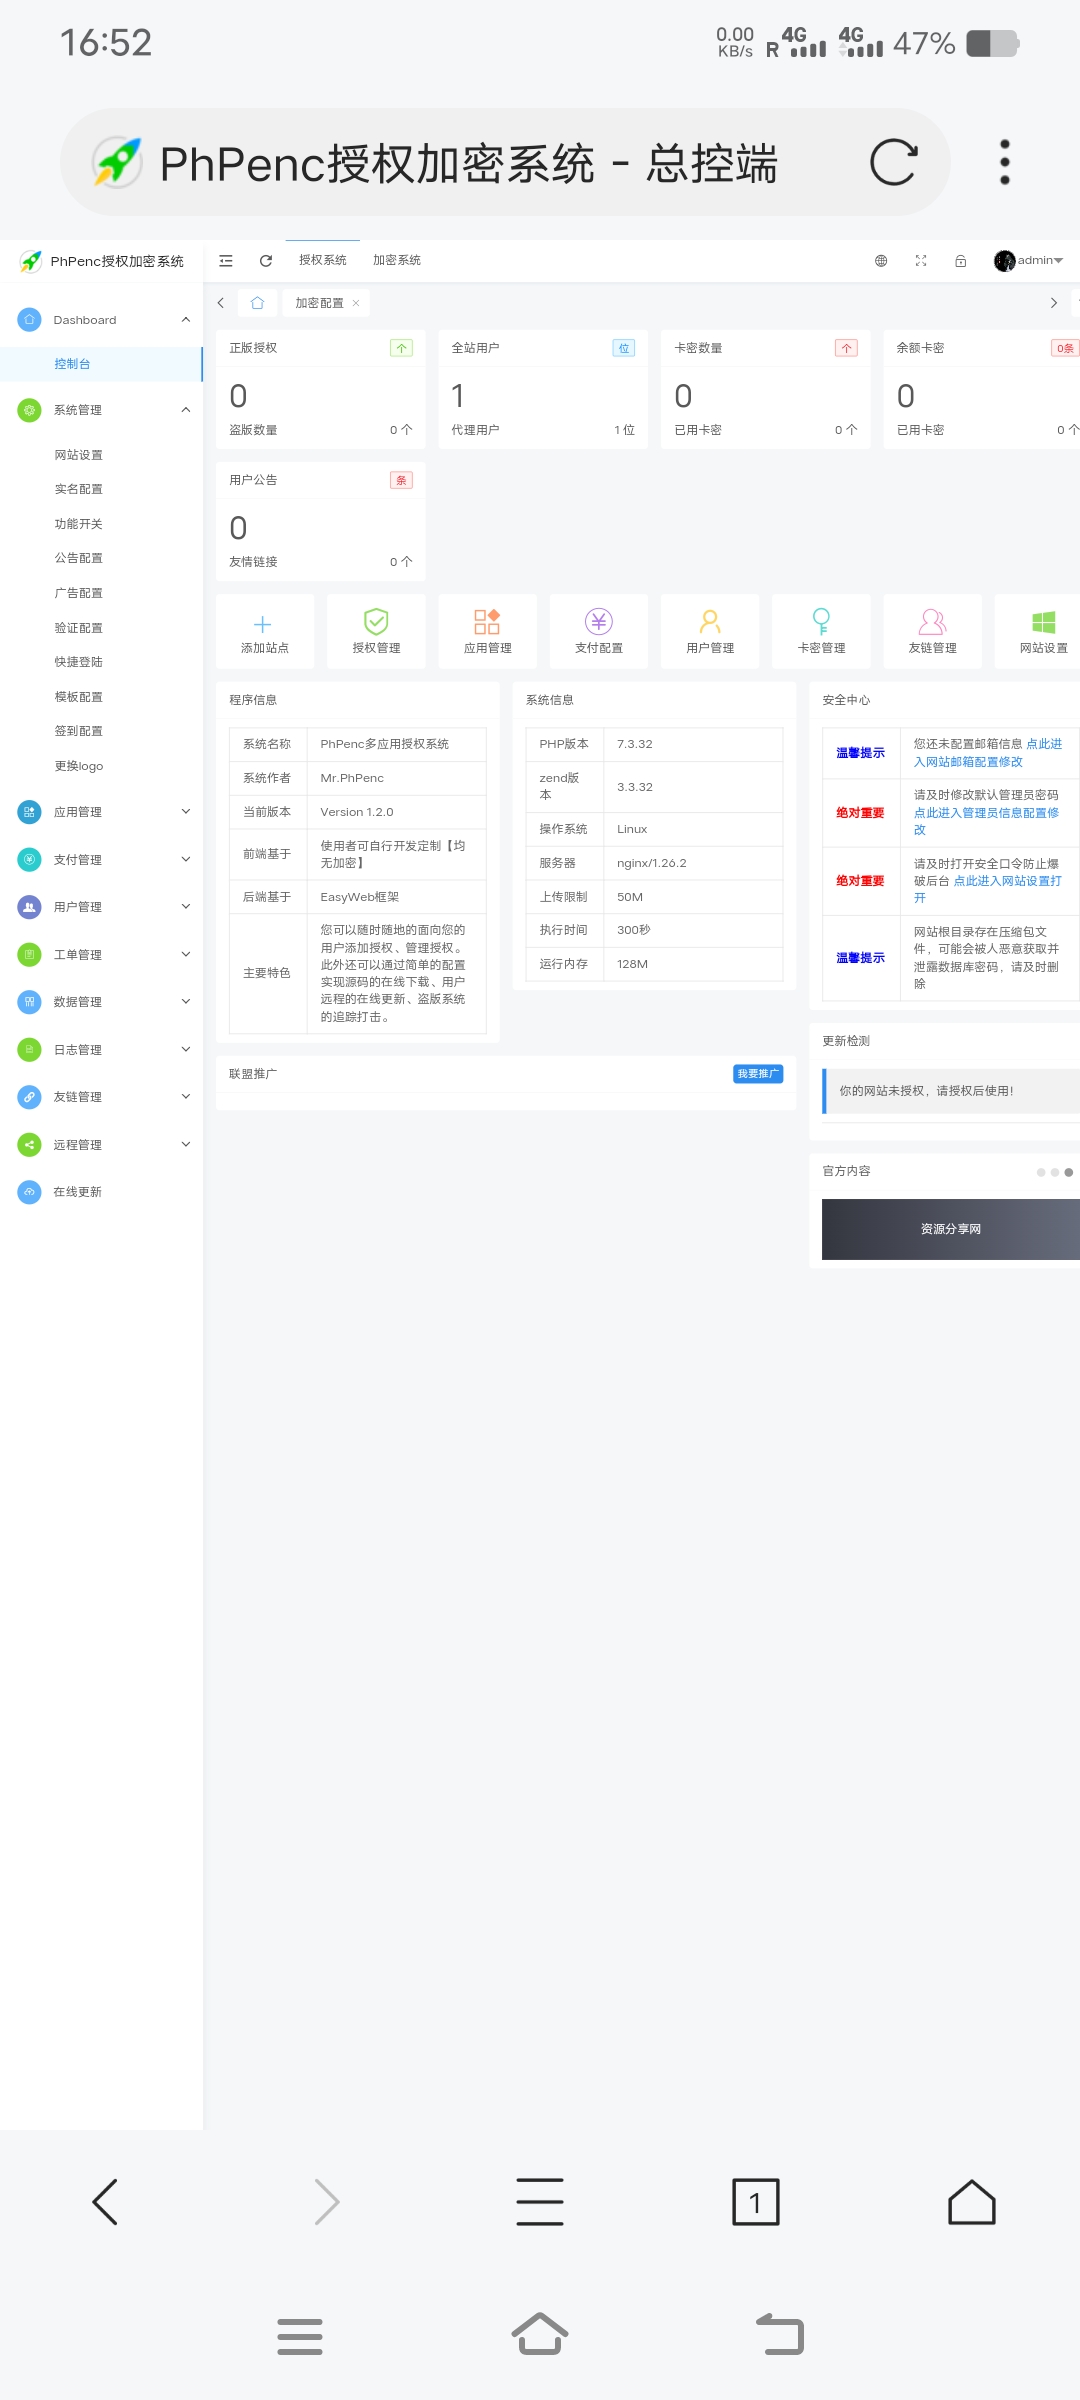 16:52
0.00 KB/s R 4G 4G 47%
PhPenc授权加密系统 - 总控端
PhPenc授权加密系统
授权系统 加密系统
admin
Dashboard
控制台
系统管理
网站设置
实名配置
功能开关
公告配置
广告配置
验证配置
快捷登陆
模板配置
签到配置
更换logo
应用管理
支付管理
用户管理
工单管理
数据管理
日志管理
友链管理
远程管理
在线更新
加密配置
正版授权 个
0
盗版数量 0 个
全站用户 位
1
代理用户 1 位
卡密数量 个
0
已用卡密 0 个
余额卡密 0条
0
已用卡密 0 个
用户公告 条
0
友情链接 0 个
添加站点
授权管理
应用管理
支付配置
用户管理
卡密管理
友链管理
网站设置
程序信息
系统名称 PhPenc多应用授权系统
系统作者 Mr.PhPenc
当前版本 Version 1.2.0
前端基于 使用者可自行开发定制【均
无加密】
后端基于 EasyWeb框架
主要特色 您可以随时随地的面向您的
用户添加授权、管理授权。
此外还可以通过简单的配置
实现源码的在线下载、用户
远程的在线更新、盗版系统
的追踪打击。
系统信息
PHP版本 7.3.32
zend版
本 3.3.32
操作系统 Linux
服务器 nginx/1.26.2
上传限制 50M
执行时间 300秒
运行内存 128M
安全中心
温馨提示 您还未配置邮箱信息 点此进
入网站邮箱配置修改
绝对重要 请及时修改默认管理员密码
点此进入管理员信息配置修
改
绝对重要 请及时打开安全口令防止爆
破后台 点此进入网站设置打
开
温馨提示 网站根目录存在压缩包文
件，可能会被人恶意获取并
泄露数据库密码，请及时删
除
联盟推广 我要推广
更新检测
你的网站未授权，请授权后使用!
官方内容
资源分享网
1